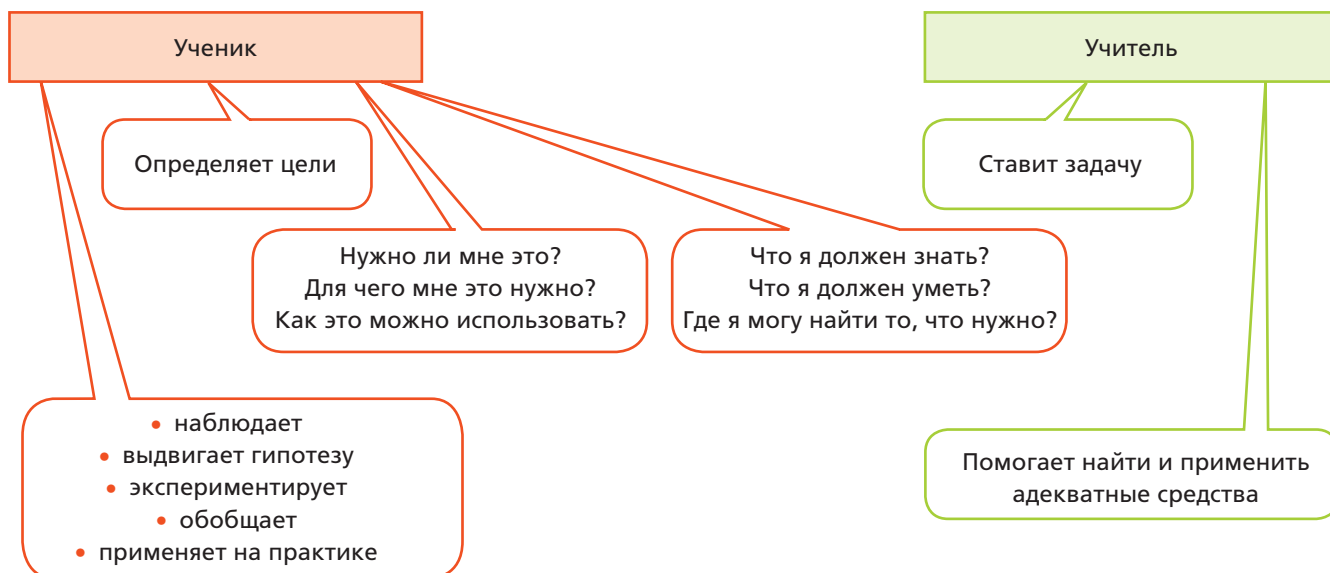 Ученик
Учитель
Определяет цели
Ставит задачу
Нужно ли мне это?
Для чего мне это нужно?
Как это можно использовать?
Что я должен знать?
Что я должен уметь?
Где я могу найти то, что нужно?
• наблюдает
• выдвигает гипотезу
• экспериментирует
• обобщает
• применяет на практике
Помогает найти и применить
адекватные средства